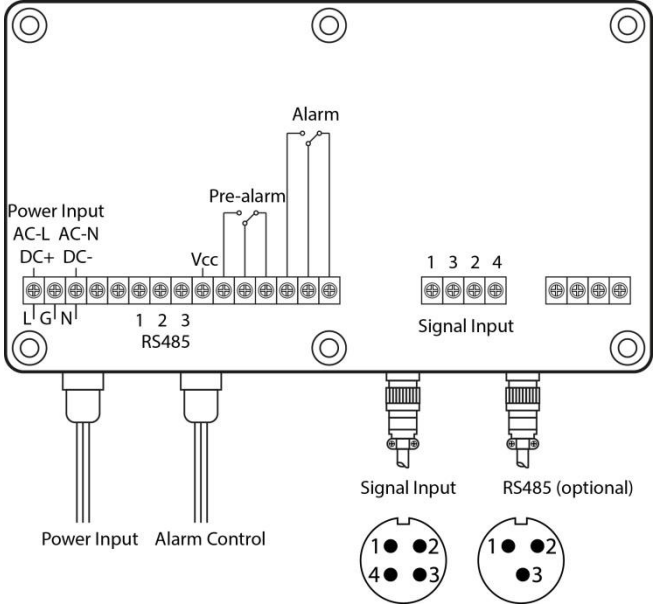 Alarm
Pre-alarm
Power Input
AC-L AC-N
DC+ DC-
Vcc
L G N
1 2 3
RS485
1 3 2 4
Signal Input
Signal Input
RS485 (optional)
Power Input
Alarm Control
1 2
4 3
1 2
3